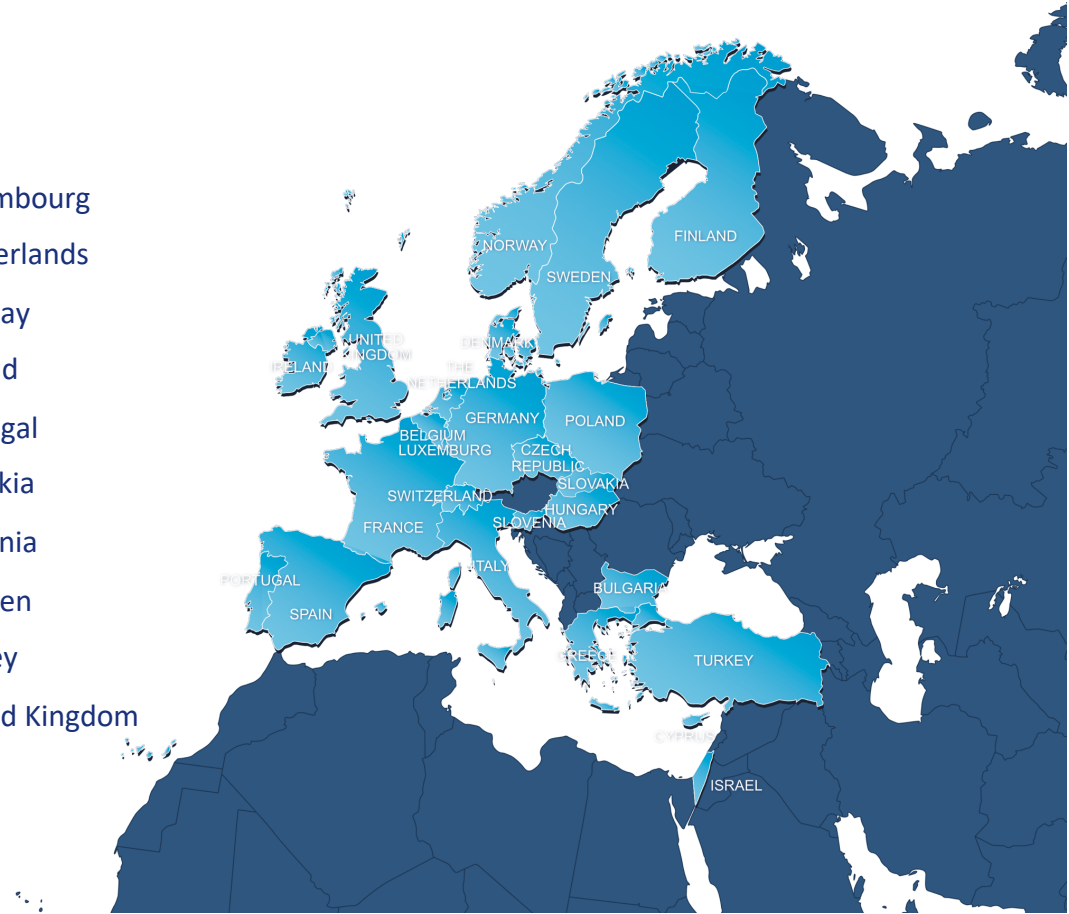 mbourg
erlands
ay
d
gal
kia
nia
en
ey
d Kingdom
NORWAY
FINLAND
SWEDEN
UNITED
KINGDOM
DENMARK
IRELAND
THE
NETHERLANDS
GERMANY
POLAND
BELGIUM
LUXEMBURG
CZECH
REPUBLIC
SLOVAKIA
SWITZERLAND
HUNGARY
SLOVENIA
FRANCE
ITALY
PORTUGAL
BULGARIA
SPAIN
GREECE
TURKEY
CYPRUS
ISRAEL